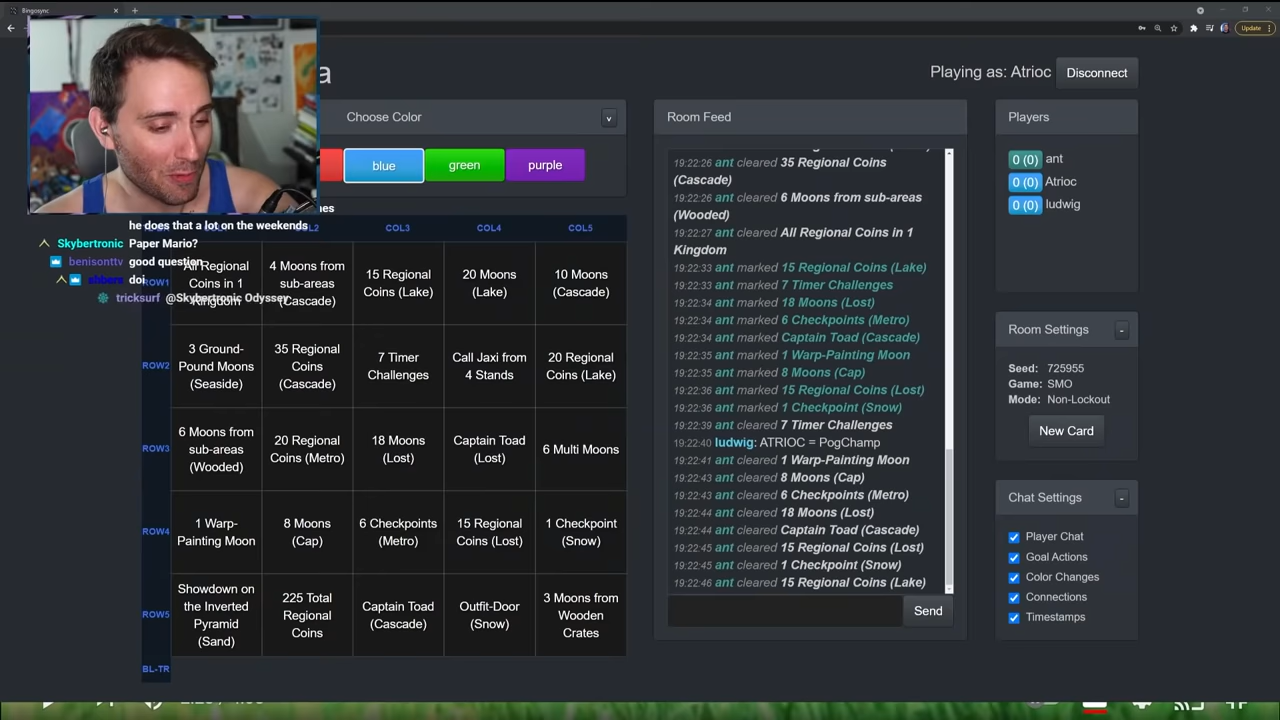 Bingosync
Update
a
Playing as: Atrioc
Disconnect
Choose Color
v
blue
green
purple
he does that a lot on the weekends
Skybertronic Paper Mario?
benisonttv good question
doi
tricksurf @Skybertronic Odyssey
COL3
COL4
COL5
ROW1
All Regional Coins in 1 Kingdom
4 Moons from sub-areas (Cascade)
15 Regional Coins (Lake)
20 Moons (Lake)
10 Moons (Cascade)
ROW2
3 Ground-Pound Moons (Seaside)
35 Regional Coins (Cascade)
7 Timer Challenges
Call Jaxi from 4 Stands
20 Regional Coins (Lake)
ROW3
6 Moons from sub-areas (Wooded)
20 Regional Coins (Metro)
18 Moons (Lost)
Captain Toad (Lost)
6 Multi Moons
ROW4
1 Warp-Painting Moon
8 Moons (Cap)
6 Checkpoints (Metro)
15 Regional Coins (Lost)
1 Checkpoint (Snow)
ROW5
Showdown on the Inverted Pyramid (Sand)
225 Total Regional Coins
Captain Toad (Cascade)
Outfit-Door (Snow)
3 Moons from Wooden Crates
BL-TR
Room Feed
19:22:26 ant cleared 35 Regional Coins
(Cascade)
19:22:26 ant cleared 6 Moons from sub-areas
(Wooded)
19:22:27 ant cleared All Regional Coins in 1
Kingdom
19:22:33 ant marked 15 Regional Coins (Lake)
19:22:33 ant marked 7 Timer Challenges
19:22:34 ant marked 18 Moons (Lost)
19:22:34 ant marked 6 Checkpoints (Metro)
19:22:34 ant marked Captain Toad (Cascade)
19:22:35 ant marked 1 Warp-Painting Moon
19:22:35 ant marked 8 Moons (Cap)
19:22:36 ant marked 15 Regional Coins (Lost)
19:22:36 ant marked 1 Checkpoint (Snow)
19:22:39 ant cleared 7 Timer Challenges
19:22:40 ludwig: ATRIOC = PogChamp
19:22:41 ant cleared 1 Warp-Painting Moon
19:22:43 ant cleared 8 Moons (Cap)
19:22:43 ant cleared 6 Checkpoints (Metro)
19:22:44 ant cleared 18 Moons (Lost)
19:22:44 ant cleared Captain Toad (Cascade)
19:22:45 ant cleared 15 Regional Coins (Lost)
19:22:45 ant cleared 1 Checkpoint (Snow)
19:22:46 ant cleared 15 Regional Coins (Lake)
Send
Players
0 (0) ant
0 (0) Atrioc
0 (0) ludwig
Room Settings
-
Seed: 725955
Game: SMO
Mode: Non-Lockout
New Card
Chat Settings
-
Player Chat
Goal Actions
Color Changes
Connections
Timestamps